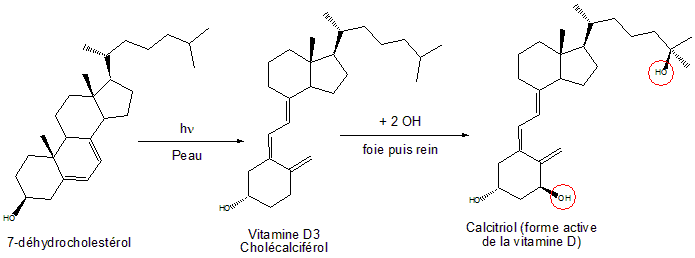 HO
7-déhydrocholestérol
hν
Peau
HO
Vitamine D3
Cholécalciférol
+ 2 OH
foie puis rein
HO
HO
OH
Calcitriol (forme active
de la vitamine D)